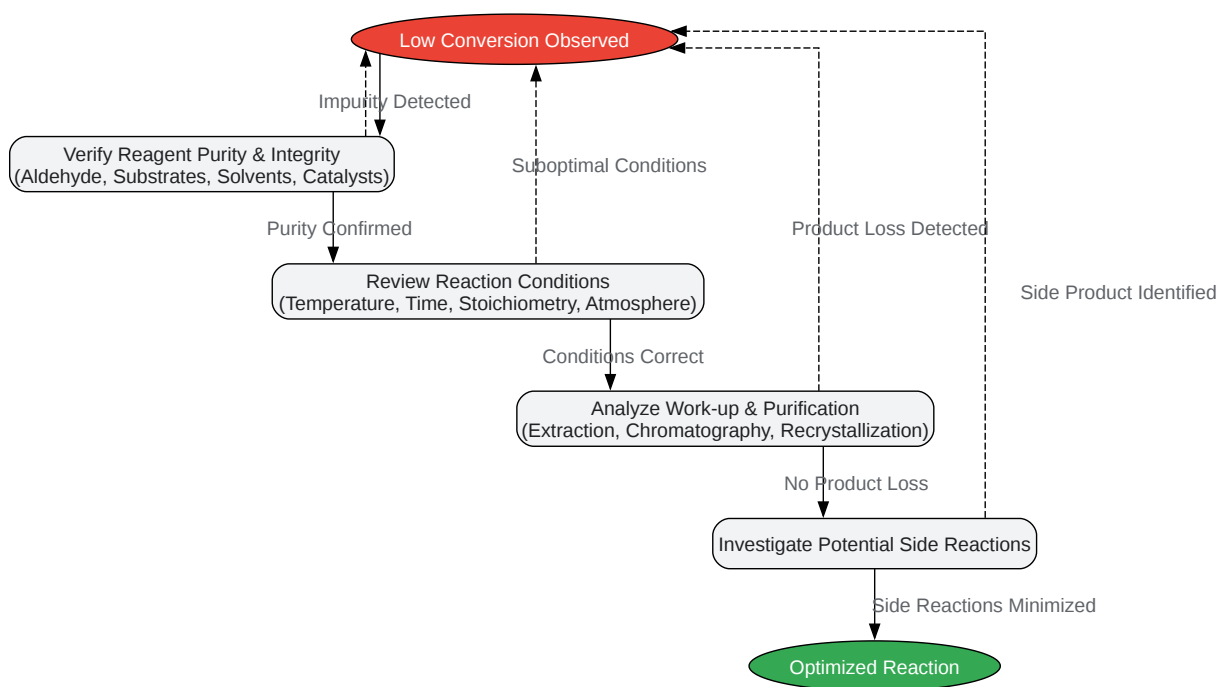 Low Conversion Observed
Impurity Detected
Verify Reagent Purity & Integrity
(Aldehyde, Substrates, Solvents, Catalysts)
Suboptimal Conditions
Purity Confirmed
Product Loss Detected
Review Reaction Conditions
(Temperature, Time, Stoichiometry, Atmosphere)
Side Product Identified
Conditions Correct
Analyze Work-up & Purification
(Extraction, Chromatography, Recrystallization)
No Product Loss
Investigate Potential Side Reactions
Side Reactions Minimized
Optimized Reaction